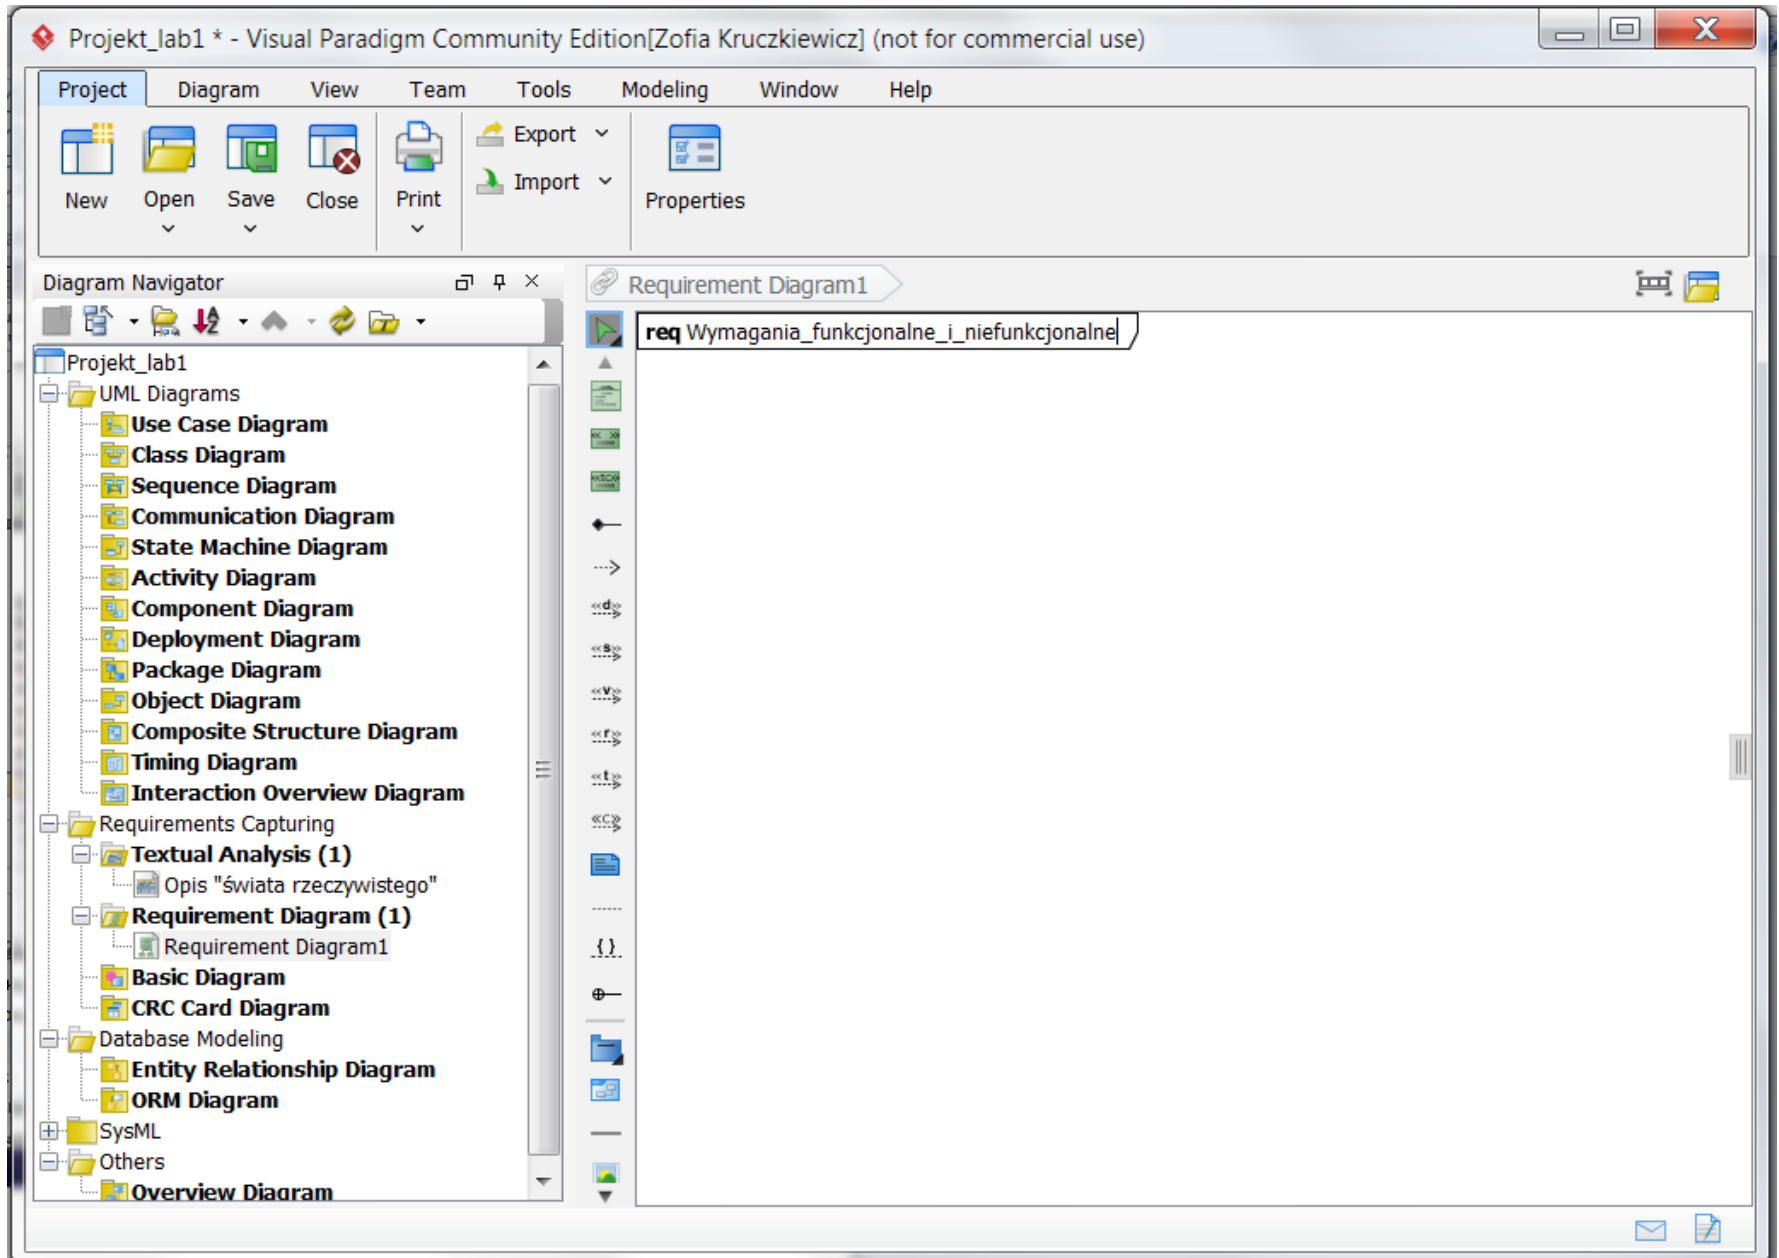 Projekt_lab1 * - Visual Paradigm Community Edition[Zofia Kruczkiewicz] (not for commercial use)
Project Diagram View Team Tools Modeling Window Help
New Open Save Close Print Export Import Properties
Diagram Navigator
Requirement Diagram1
req Wymagania_funkcjonalne_i_niefunkcjonalne
Projekt_lab1
UML Diagrams
Use Case Diagram
Class Diagram
Sequence Diagram
Communication Diagram
State Machine Diagram
Activity Diagram
Component Diagram
Deployment Diagram
Package Diagram
Object Diagram
Composite Structure Diagram
Timing Diagram
Interaction Overview Diagram
Requirements Capturing
Textual Analysis (1)
Opis "świata rzeczywistego"
Requirement Diagram (1)
Requirement Diagram1
Basic Diagram
CRC Card Diagram
Database Modeling
Entity Relationship Diagram
ORM Diagram
SysML
Others
Overview Diagram
<<d>>
<<s>>
<<v>>
<<r>>
<<t>>
<<c>>
{}